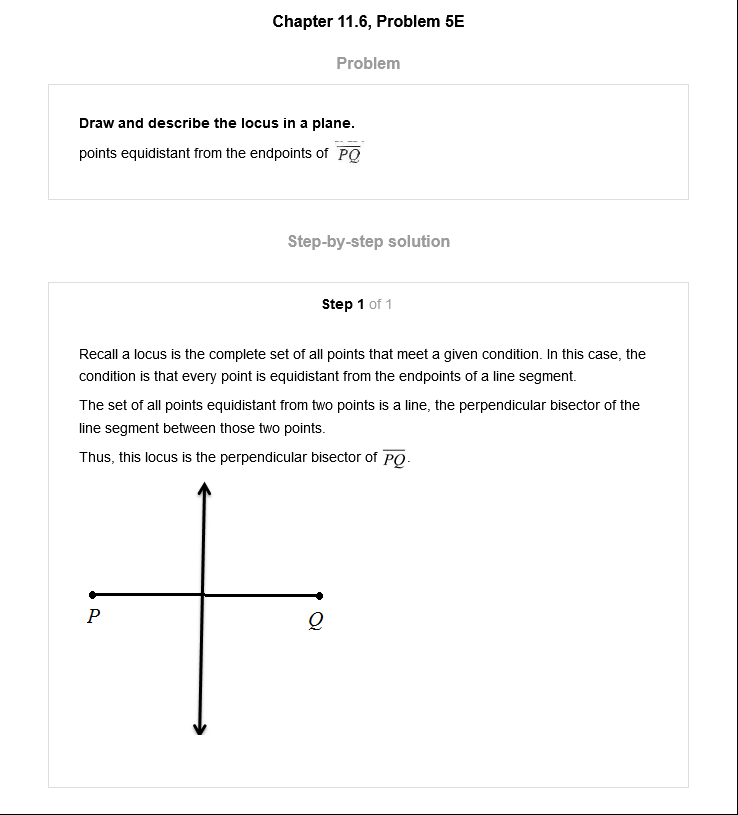 Chapter 11.6, Problem 5E
Problem
Draw and describe the locus in a plane.
points equidistant from the endpoints of PQ
Step-by-step solution
Step 1 of 1
Recall a locus is the complete set of all points that meet a given condition. In this case, the
condition is that every point is equidistant from the endpoints of a line segment.
The set of all points equidistant from two points is a line, the perpendicular bisector of the
line segment between those two points.
Thus, this locus is the perpendicular bisector of PQ.
P
Q